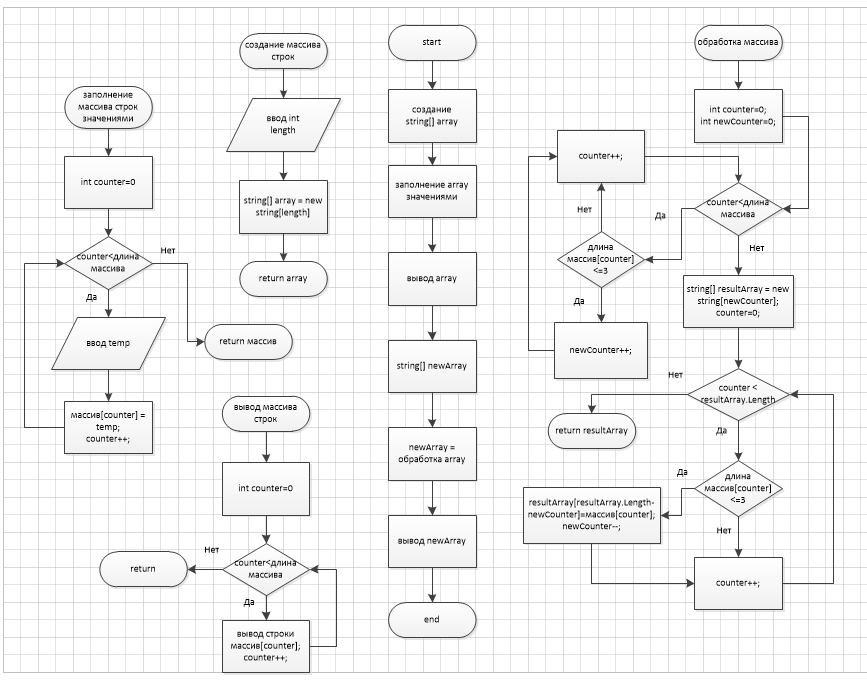 заполнение
массива строк
значениями
int counter=0
counter<длина
массива
Нет
Да
ввод temp
return массив
массив[counter] =
temp;
counter++;
создание массива
строк
ввод int
length
string[] array = new
string[length]
return array
вывод массива
строк
int counter=0
counter<длина
массива
Нет
return
Да
вывод строки
массив[counter];
counter++;
start
создание
string[] array
заполнение array
значениями
вывод array
string[] newArray
newArray =
обработка array
вывод newArray
end
обработка массива
int counter=0;
int newCounter=0;
counter++;
counter<длина
массива
Нет
Да
Нет
длина
массив[counter]
<=3
Да
newCounter++;
string[] resultArray = new
string[newCounter];
counter=0;
counter <
resultArray.Length
Нет
return resultArray
Да
длина
массив[counter]
<=3
Да
resultArray[resultArray.Length-
newCounter]=массив[counter];
newCounter--;
Нет
counter++;